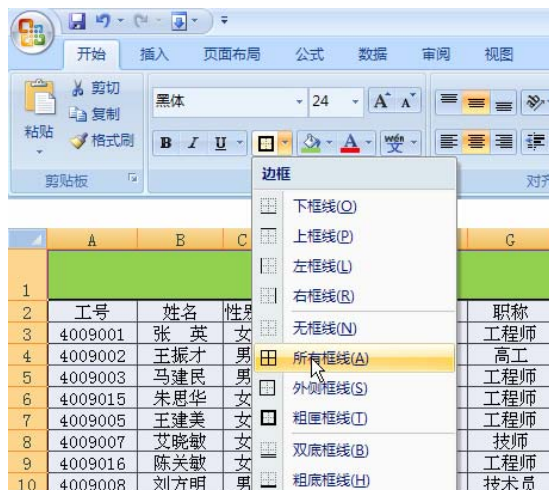 开始 插入 页面布局 公式 数据 审阅 视图
剪切
黑体 24 A A
复制
粘贴
格式刷 B I U A wén 变
剪贴板 对齐
边框
下框线(O)
上框线(P)
左框线(L)
右框线(R)
无框线(N)
所有框线(A)
外侧框线(S)
粗匣框线(T)
双底框线(B)
粗底框线(H)
A B C G
1
2 工号 姓名 性别 职称
3 4009001 张 英 女 工程师
4 4009002 王振才 男 高工
5 4009003 马建民 男 工程师
6 4009015 朱思华 女 工程师
7 4009005 王建美 女 工程师
8 4009007 艾晓敏 女 技师
9 4009016 陈关敏 女 工程师
10 4009008 刘方明 男 技术员